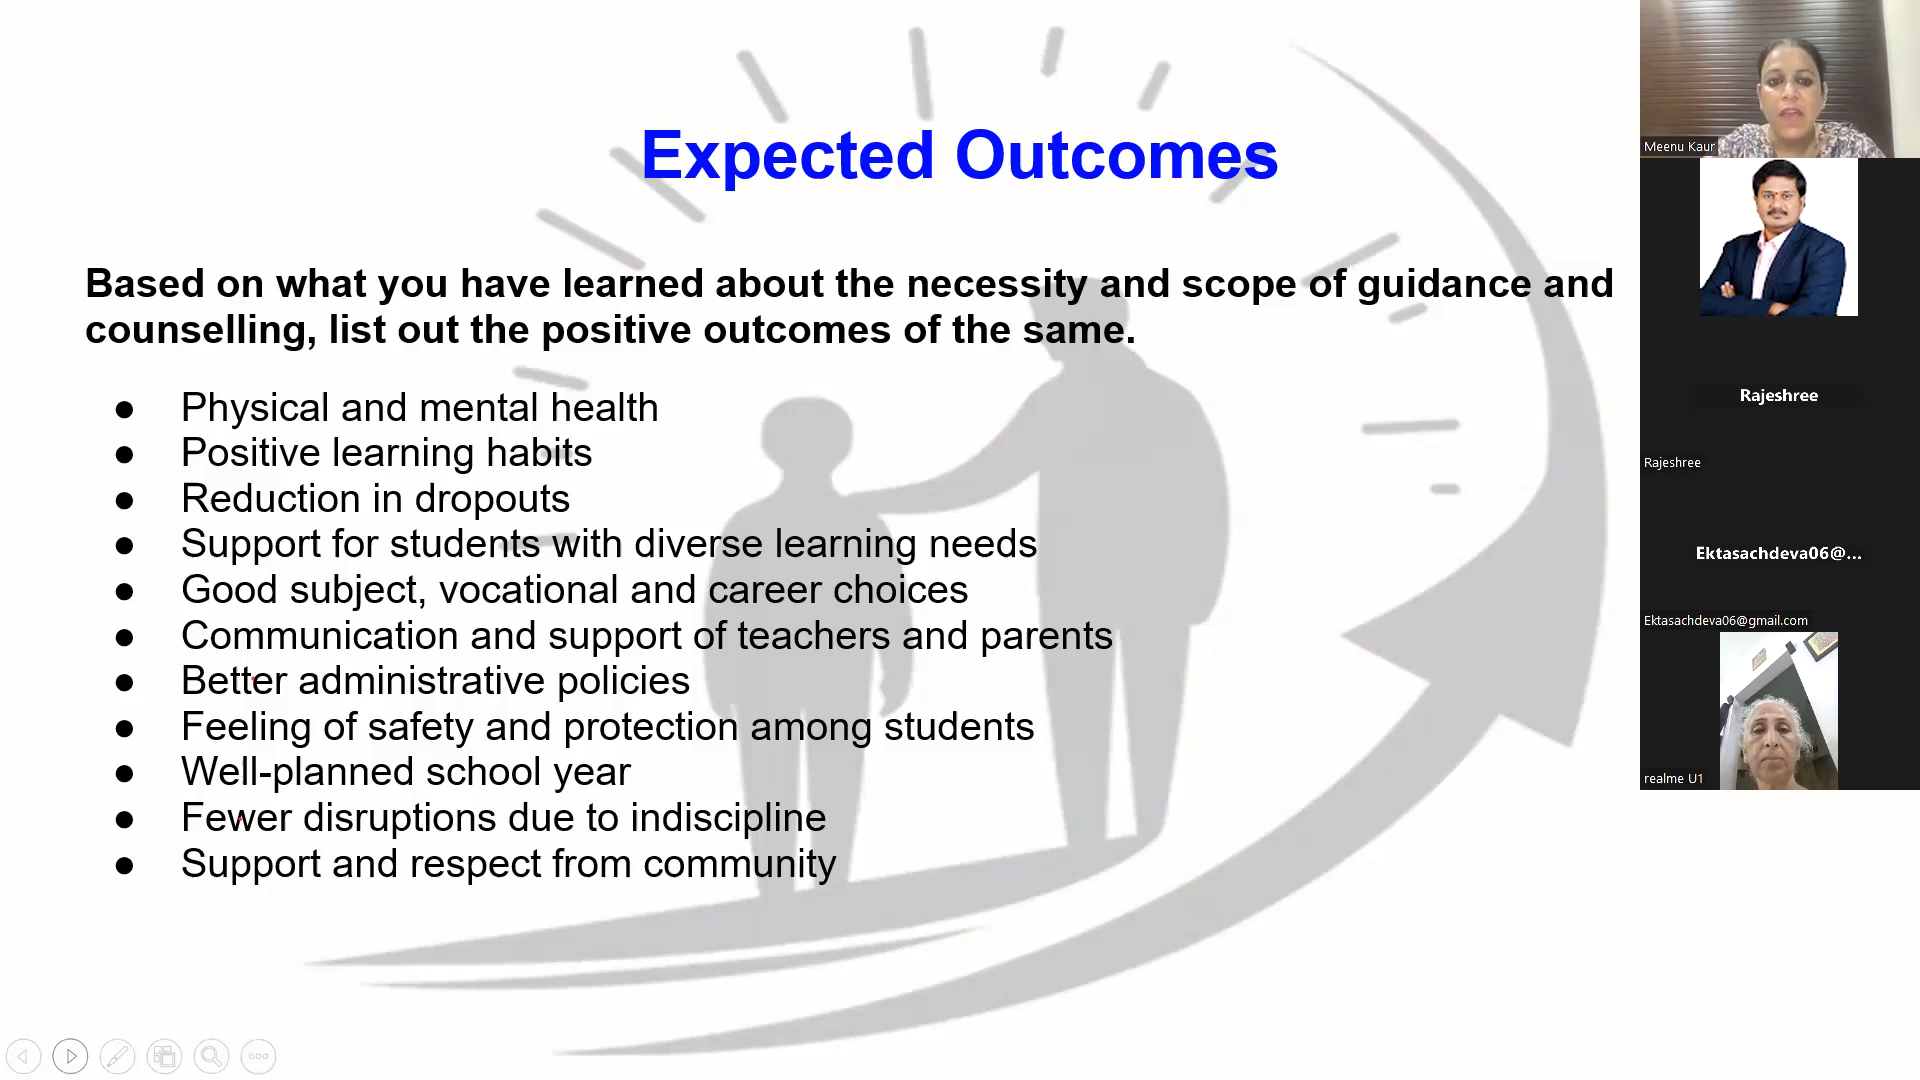 Expected Outcomes
Based on what you have learned about the necessity and scope of guidance and
counselling, list out the positive outcomes of the same.
● Physical and mental health
● Positive learning habits
● Reduction in dropouts
● Support for students with diverse learning needs
● Good subject, vocational and career choices
● Communication and support of teachers and parents
● Better administrative policies
● Feeling of safety and protection among students
● Well-planned school year
● Fewer disruptions due to indiscipline
● Support and respect from community
Meenu Kaur
Rajeshree
Rajeshree
Ektasachdeva06@...
Ektasachdeva06@gmail.com
realme U1